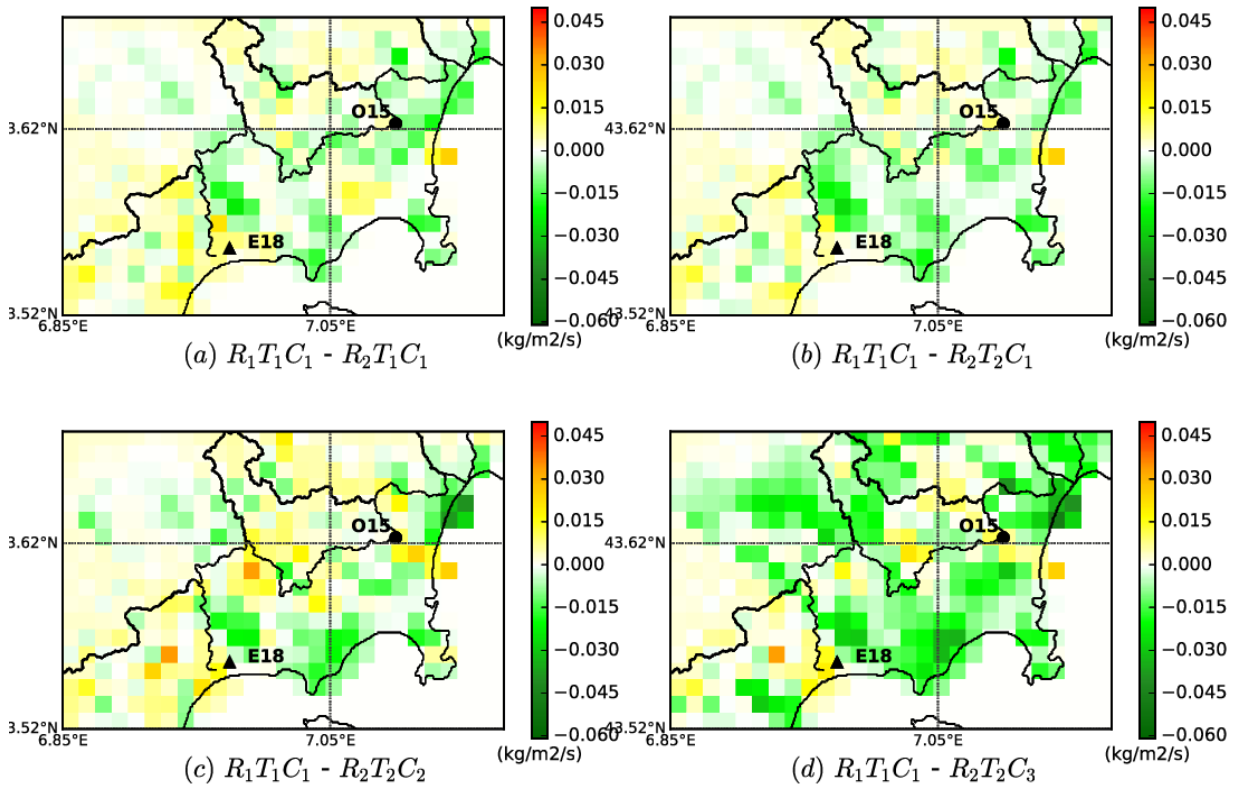 0.045
0.030
0.015
0.000
−0.015
−0.030
−0.045
−0.060
(kg/m2/s)
O15
E18
3.62°N
3.52°N
6.85°E
7.05°E
(a) R₁T₁C₁ - R₂T₁C₁
0.045
0.030
0.015
0.000
−0.015
−0.030
−0.045
−0.060
(kg/m2/s)
O15
E18
43.62°N
43.52°N
6.85°E
7.05°E
(b) R₁T₁C₁ - R₂T₂C₁
0.045
0.030
0.015
0.000
−0.015
−0.030
−0.045
−0.060
(kg/m2/s)
O15
E18
3.62°N
3.52°N
6.85°E
7.05°E
(c) R₁T₁C₁ - R₂T₂C₂
0.045
0.030
0.015
0.000
−0.015
−0.030
−0.045
−0.060
(kg/m2/s)
O15
E18
43.62°N
43.52°N
6.85°E
7.05°E
(d) R₁T₁C₁ - R₂T₂C₃